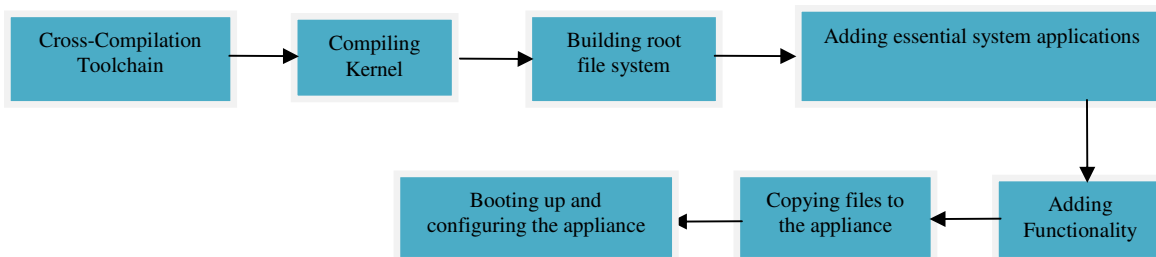 Cross-Compilation
Toolchain
Compiling
Kernel
Building root
file system
Adding essential system applications
Adding
Functionality
Copying files to
the appliance
Booting up and
configuring the appliance